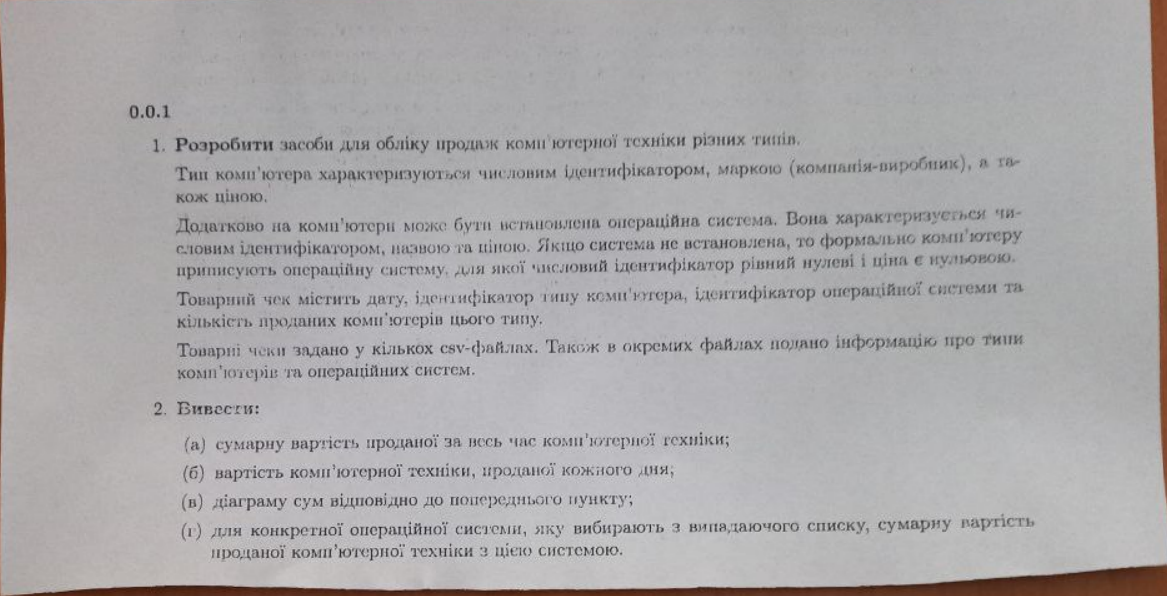 0.0.1
1. Розробити засоби для обліку продаж комп'ютерної техніки різних типів.
Тип комп'ютера характеризуються числовим ідентифікатором, маркою (компанія-виробник), а та-
кож ціною.
Додатково на комп'ютери може бути встановлена операційна система. Вона характеризується чи-
словим ідентифікатором, назвою та ціною. Якщо система не встановлена, то формально комп'ютеру
приписують операційну систему, для якої числовий ідентифікатор рівний нулеві і ціна є нульовою.
Товарний чек містить дату, ідентифікатор типу комп'ютера, ідентифікатор операційної системи та
кількість проданих комп'ютерів цього типу.
Товарні чеки задано у кількох csv-файлах. Також в окремих файлах подано інформацію про типи
комп'ютерів та операційних систем.
2. Вивести:
(а) сумарну вартість проданої за весь час комп'ютерної техніки;
(б) вартість комп'ютерної техніки, проданої кожного дня;
(в) діаграму сум відповідно до попереднього пункту;
(г) для конкретної операційної системи, яку вибирають з випадаючого списку, сумарну вартість
проданої комп'ютерної техніки з цією системою.